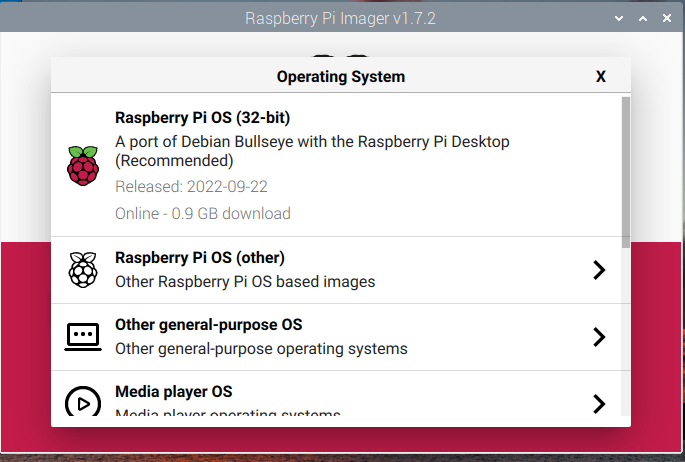 Raspberry Pi Imager v1.7.2
Operating System
X
Raspberry Pi OS (32-bit)
A port of Debian Bullseye with the Raspberry Pi Desktop
(Recommended)
Released: 2022-09-22
Online - 0.9 GB download
Raspberry Pi OS (other)
Other Raspberry Pi OS based images
Other general-purpose OS
Other general-purpose operating systems
Media player OS
Media player operating systems